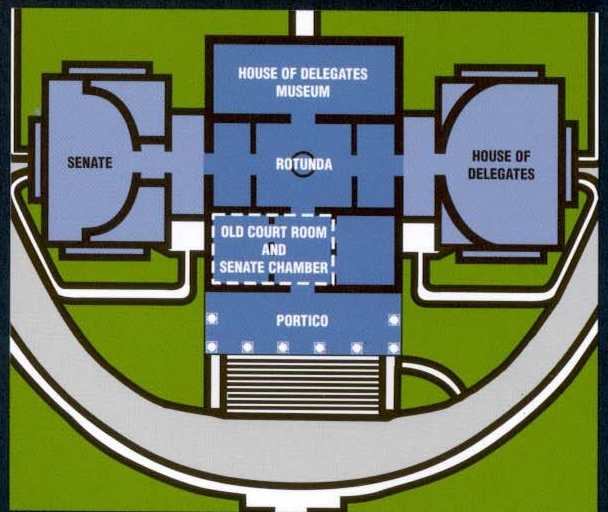 HOUSE OF DELEGATES
MUSEUM
SENATE
ROTUNDA
HOUSE OF
DELEGATES
OLD COURT ROOM
AND
SENATE CHAMBER
PORTICO